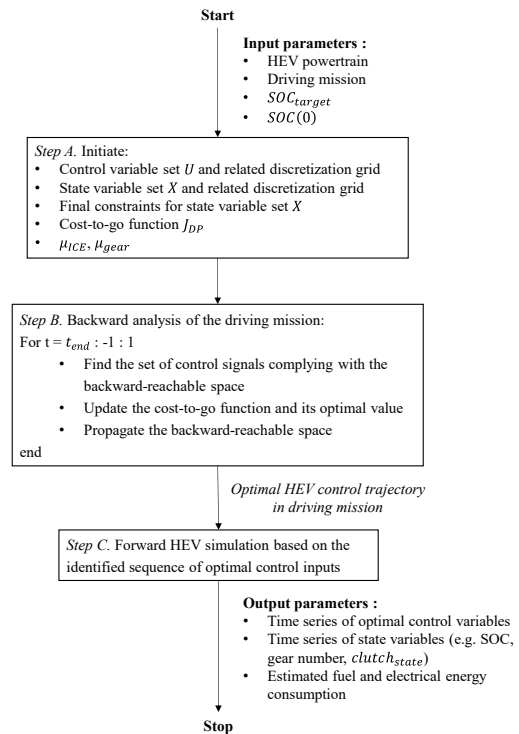 Start
Input parameters :
• HEV powertrain
• Driving mission
• SOC_target
• SOC(0)
Step A. Initiate:
• Control variable set U and related discretization grid
• State variable set X and related discretization grid
• Final constraints for state variable set X
• Cost-to-go function J_DP
• μ_ICE, μ_gear
Step B. Backward analysis of the driving mission:
For t = t_end : -1 : 1
• Find the set of control signals complying with the
backward-reachable space
• Update the cost-to-go function and its optimal value
• Propagate the backward-reachable space
end
Optimal HEV control trajectory
in driving mission
Step C. Forward HEV simulation based on the
identified sequence of optimal control inputs
Output parameters :
• Time series of optimal control variables
• Time series of state variables (e.g. SOC,
gear number, clutch_state)
• Estimated fuel and electrical energy
consumption
Stop